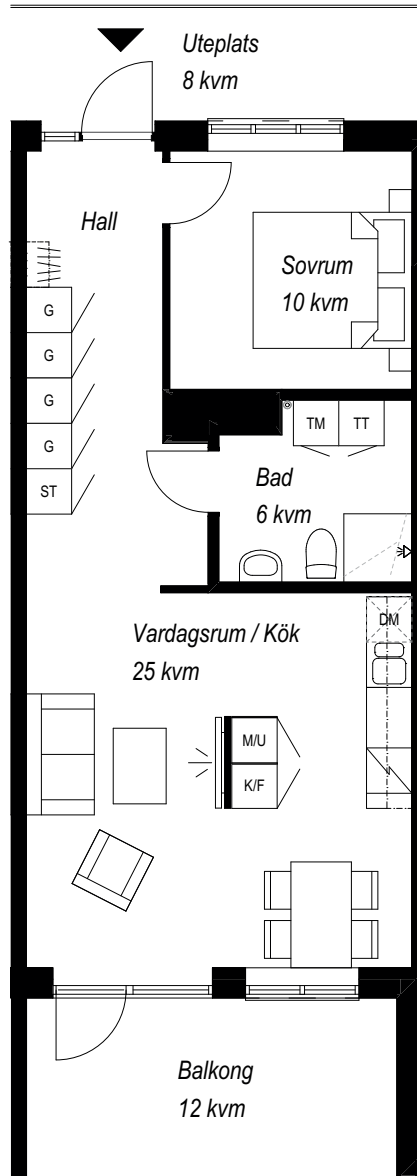 Uteplats
8 kvm
Hall
Sovrum
10 kvm
G
G
G
G
ST
TM TT
Bad
6 kvm
DM
Vardagsrum / Kök
25 kvm
M/U
K/F
Balkong
12 kvm